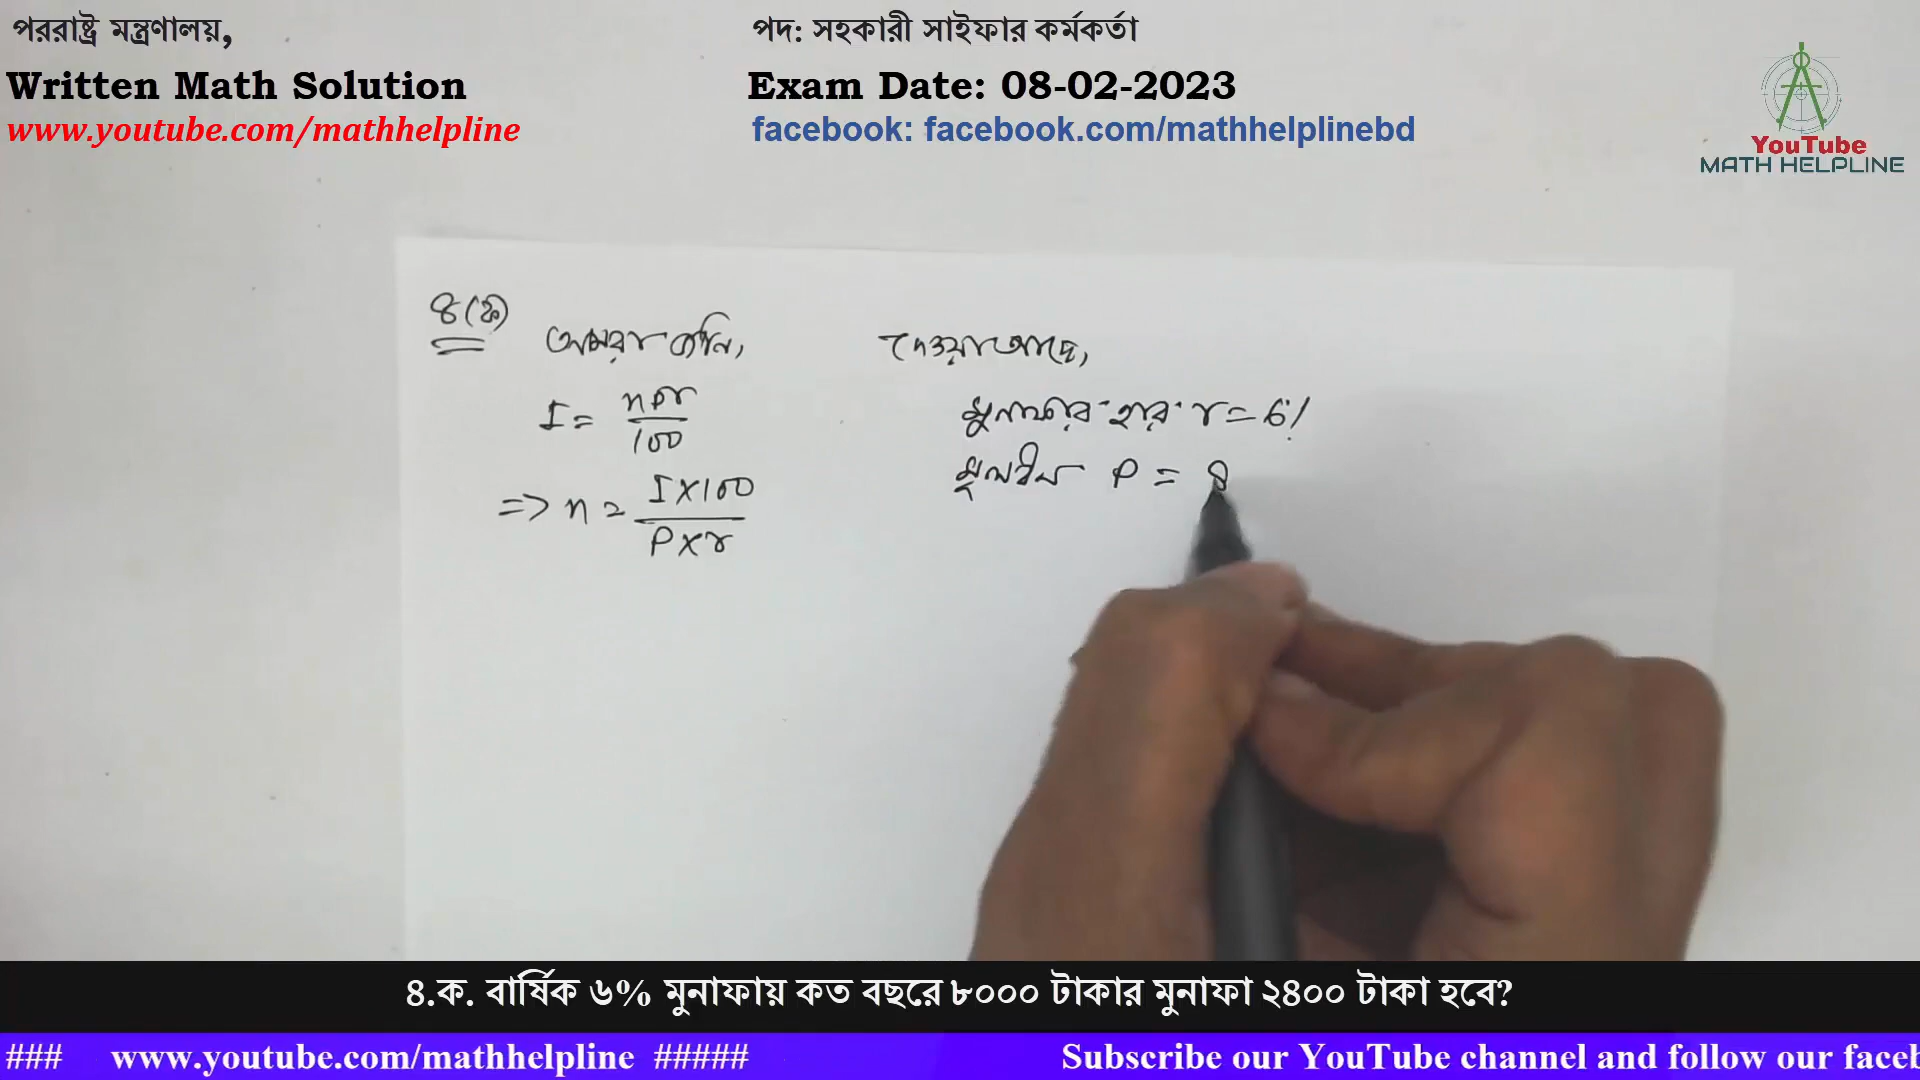 পররাষ্ট্র মন্ত্রণালয়,
পদ: সহকারী সাইফার কর্মকর্তা
Written Math Solution
Exam Date: 08-02-2023
www.youtube.com/mathhelpline
facebook: facebook.com/mathhelplinebd
YouTube
MATH HELPLINE
৪(ক)
আমরা জানি,
I = npr/100
=> n = I×100/P×r
দেওয়া আছে,
মুনাফার হার r = 6%
মূলধন P = 8
৪.ক. বার্ষিক ৬% মুনাফায় কত বছরে ৮০০০ টাকার মুনাফা ২৪০০ টাকা হবে?
### www.youtube.com/mathhelpline ##### Subscribe our YouTube channel and follow our faceb